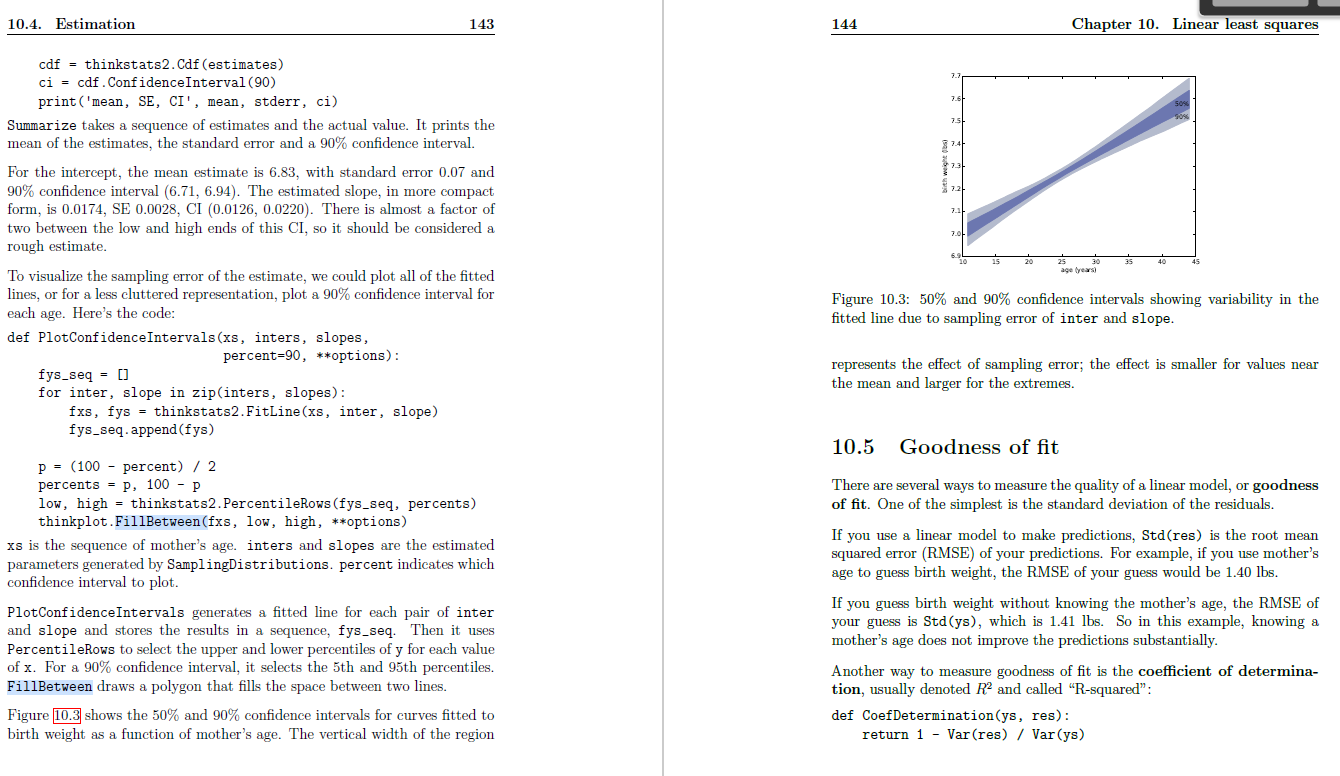 10.4. Estimation 143
cdf = thinkstats2.Cdf(estimates)
ci = cdf.ConfidenceInterval(90)
print('mean, SE, CI', mean, stderr, ci)
Summarize takes a sequence of estimates and the actual value. It prints the
mean of the estimates, the standard error and a 90% confidence interval.
For the intercept, the mean estimate is 6.83, with standard error 0.07 and
90% confidence interval (6.71, 6.94). The estimated slope, in more compact
form, is 0.0174, SE 0.0028, CI (0.0126, 0.0220). There is almost a factor of
two between the low and high ends of this CI, so it should be considered a
rough estimate.
To visualize the sampling error of the estimate, we could plot all of the fitted
lines, or for a less cluttered representation, plot a 90% confidence interval for
each age. Here's the code:
def PlotConfidenceIntervals(xs, inters, slopes,
percent=90, **options):
fys_seq = []
for inter, slope in zip(inters, slopes):
fxs, fys = thinkstats2.FitLine(xs, inter, slope)
fys_seq.append(fys)
p = (100 - percent) / 2
percents = p, 100 - p
low, high = thinkstats2.PercentileRows(fys_seq, percents)
thinkplot.FillBetween(fxs, low, high, **options)
xs is the sequence of mother's age. inters and slopes are the estimated
parameters generated by SamplingDistributions. percent indicates which
confidence interval to plot.
PlotConfidenceIntervals generates a fitted line for each pair of inter
and slope and stores the results in a sequence, fys_seq. Then it uses
PercentileRows to select the upper and lower percentiles of y for each value
of x. For a 90% confidence interval, it selects the 5th and 95th percentiles.
FillBetween draws a polygon that fills the space between two lines.
Figure 10.3 shows the 50% and 90% confidence intervals for curves fitted to
birth weight as a function of mother's age. The vertical width of the region
144 Chapter 10. Linear least squares
7.7
7.6
7.5
7.4
7.3
7.2
7.1
7.0
6.9
birth weight (lbs)
50%
90%
10 15 20 25 30 35 40 45
age (years)
Figure 10.3: 50% and 90% confidence intervals showing variability in the
fitted line due to sampling error of inter and slope.
represents the effect of sampling error; the effect is smaller for values near
the mean and larger for the extremes.
10.5 Goodness of fit
There are several ways to measure the quality of a linear model, or goodness
of fit. One of the simplest is the standard deviation of the residuals.
If you use a linear model to make predictions, Std(res) is the root mean
squared error (RMSE) of your predictions. For example, if you use mother's
age to guess birth weight, the RMSE of your guess would be 1.40 lbs.
If you guess birth weight without knowing the mother's age, the RMSE of
your guess is Std(ys), which is 1.41 lbs. So in this example, knowing a
mother's age does not improve the predictions substantially.
Another way to measure goodness of fit is the coefficient of determina-
tion, usually denoted R² and called “R-squared”:
def CoefDetermination(ys, res):
return 1 - Var(res) / Var(ys)